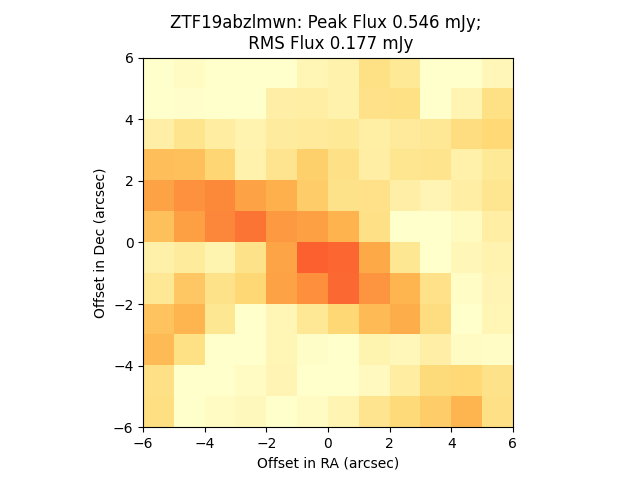 ZTF19abzlmwn: Peak Flux 0.546 mJy;
RMS Flux 0.177 mJy
6
4
2
0
−2
−4
−6
Offset in Dec (arcsec)
−6 −4 −2 0 2 4 6
Offset in RA (arcsec)